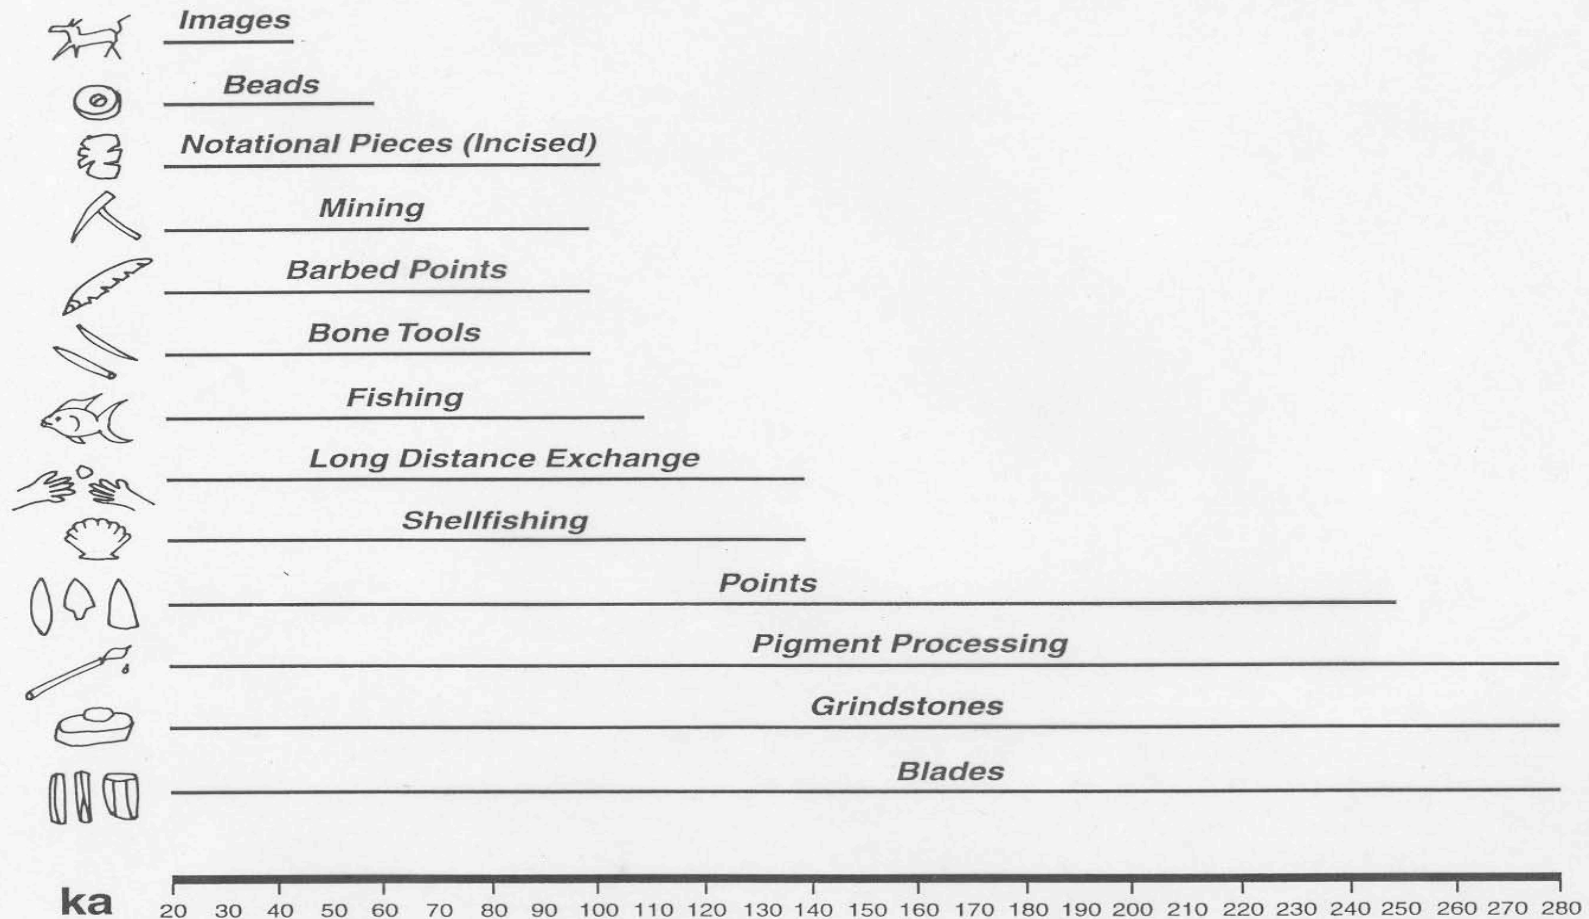 Images
Beads
Notational Pieces (Incised)
Mining
Barbed Points
Bone Tools
Fishing
Long Distance Exchange
Shellfishing
Points
Pigment Processing
Grindstones
Blades
ka 20 30 40 50 60 70 80 90 100 110 120 130 140 150 160 170 180 190 200 210 220 230 240 250 260 270 280